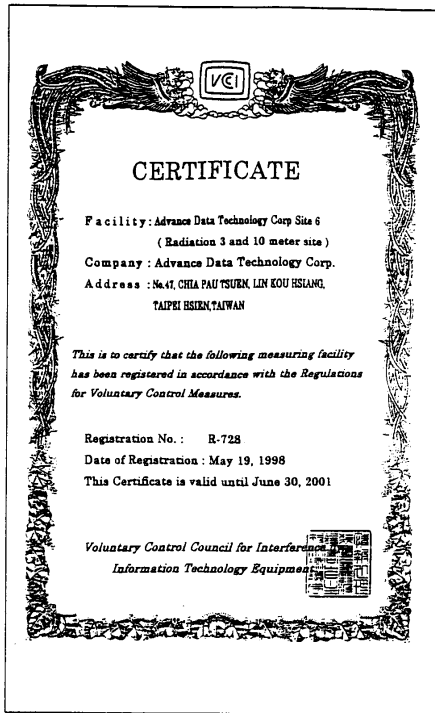 VCCI
CERTIFICATE
Facility : Advance Data Technology Corp Site 6
( Radiation 3 and 10 meter site )
Company : Advance Data Technology Corp.
Address : No.47, CHIA PAU TSUEN, LIN KOU HSIANG,
TAIPEI HSIEN,TAIWAN
This is to certify that the following measuring facility
has been registered in accordance with the Regulations
for Voluntary Control Measures.
Registration No. : R-728
Date of Registration : May 19, 1998
This Certificate is valid until June 30, 2001
Voluntary Control Council for Interference
Information Technology Equipment